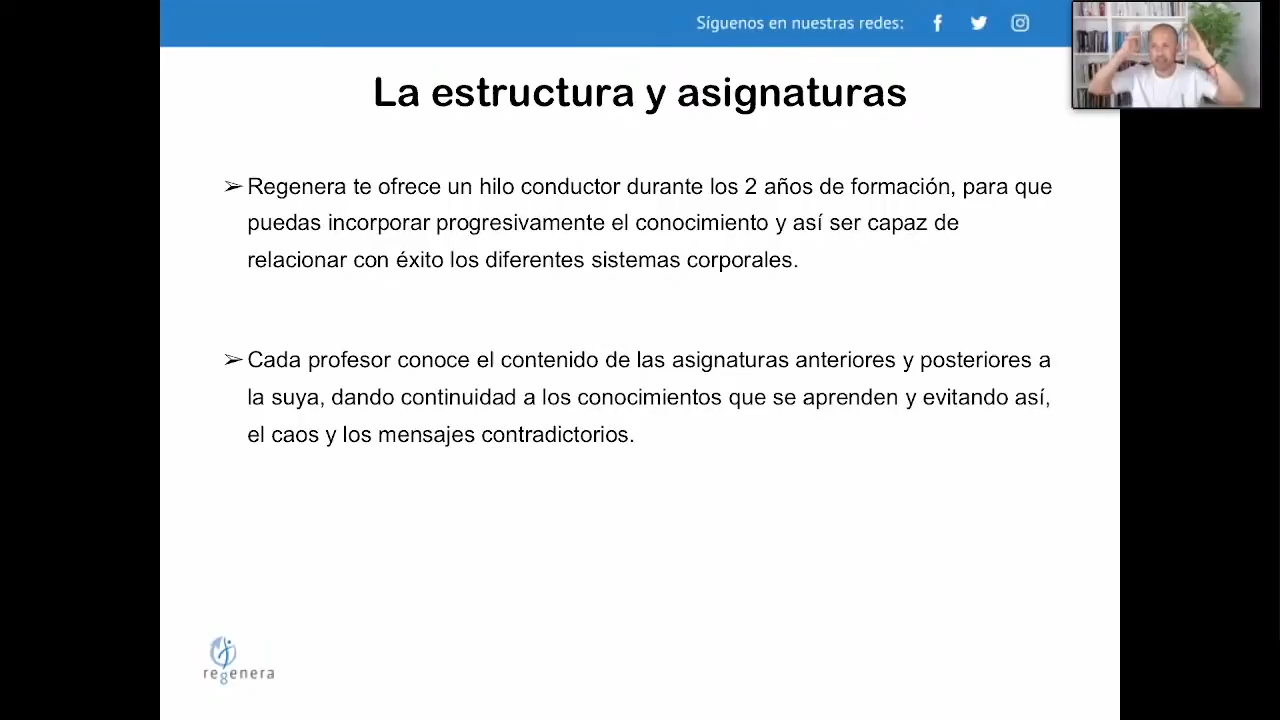 Síguenos en nuestras redes:
La estructura y asignaturas
➢ Regenera te ofrece un hilo conductor durante los 2 años de formación, para que
puedas incorporar progresivamente el conocimiento y así ser capaz de
relacionar con éxito los diferentes sistemas corporales.
➢ Cada profesor conoce el contenido de las asignaturas anteriores y posteriores a
la suya, dando continuidad a los conocimientos que se aprenden y evitando así,
el caos y los mensajes contradictorios.
regenera